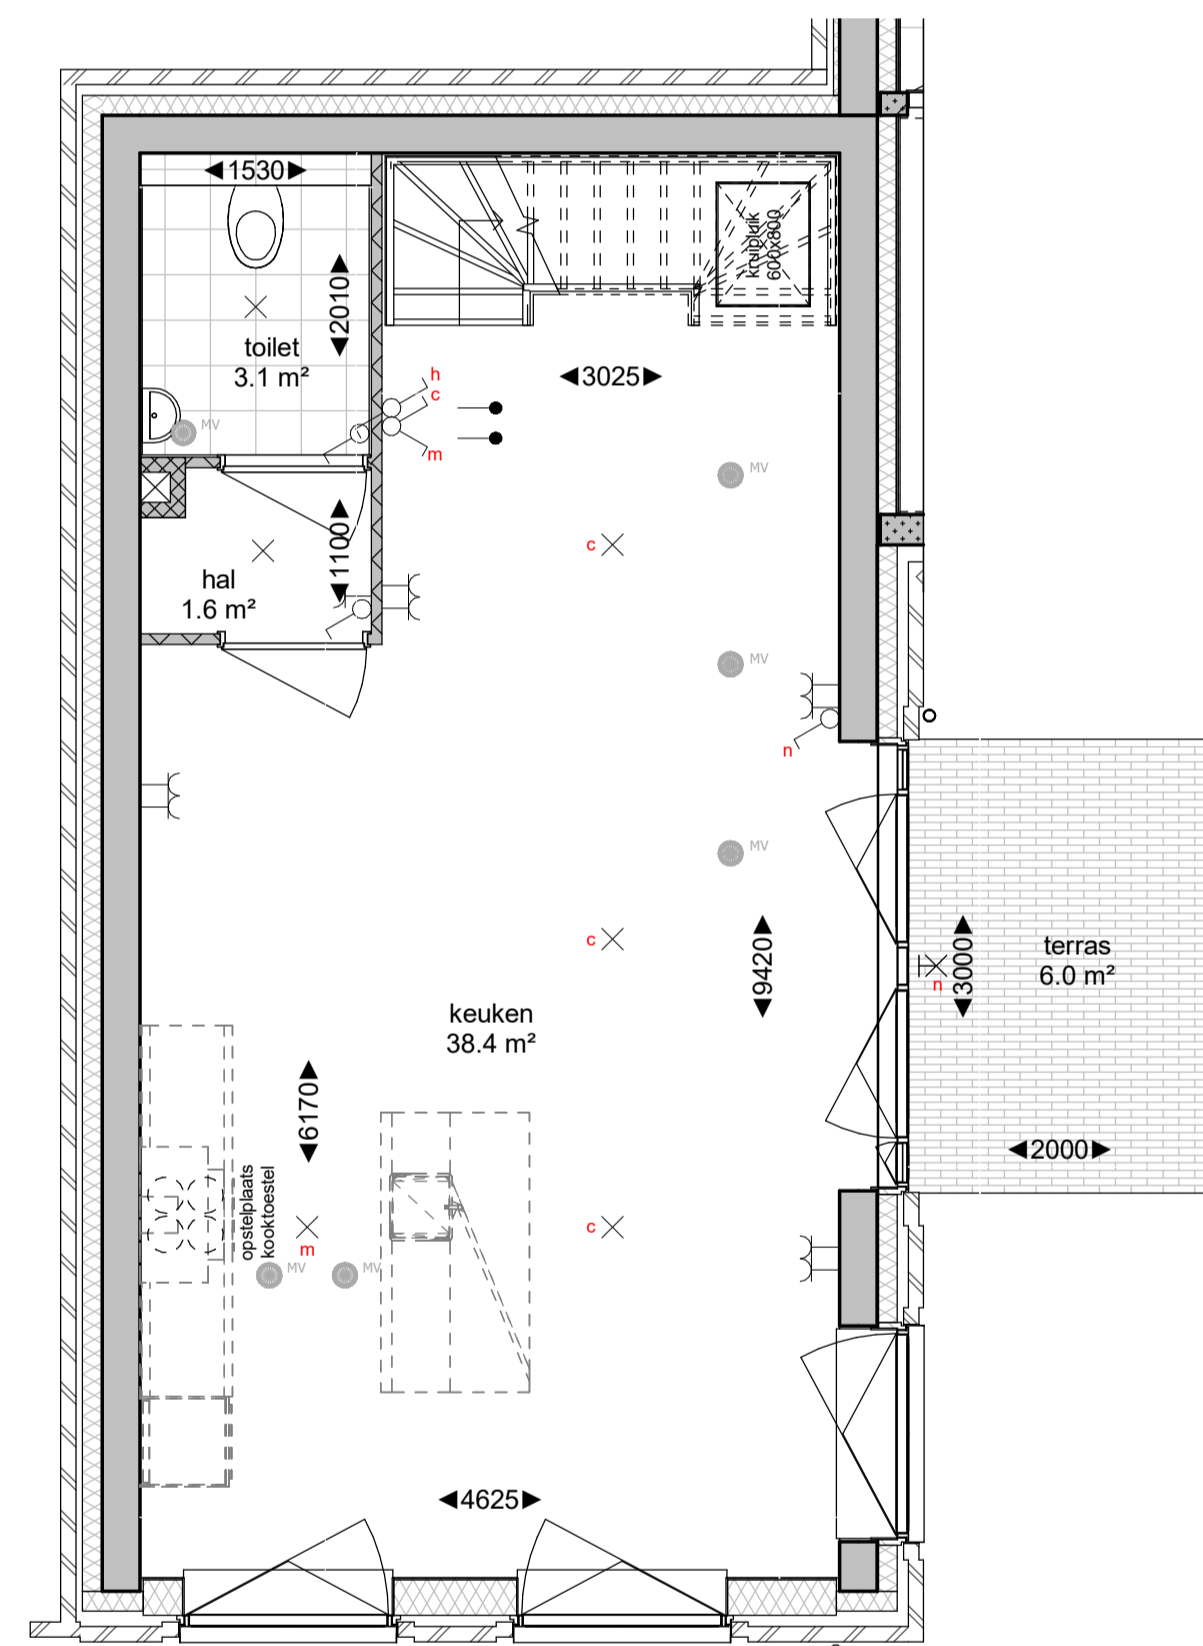 1530
kruipluik
600x800
2010
toilet
3.1 m²
3025
h
c
MV
m
MV
c
1100
hal
1.6 m²
MV
n
MV
c
9420
n
3000
terras
6.0 m²
keuken
38.4 m²
6170
2000
opstelplaats
kooktoestel
m
c
MV
MV
4625